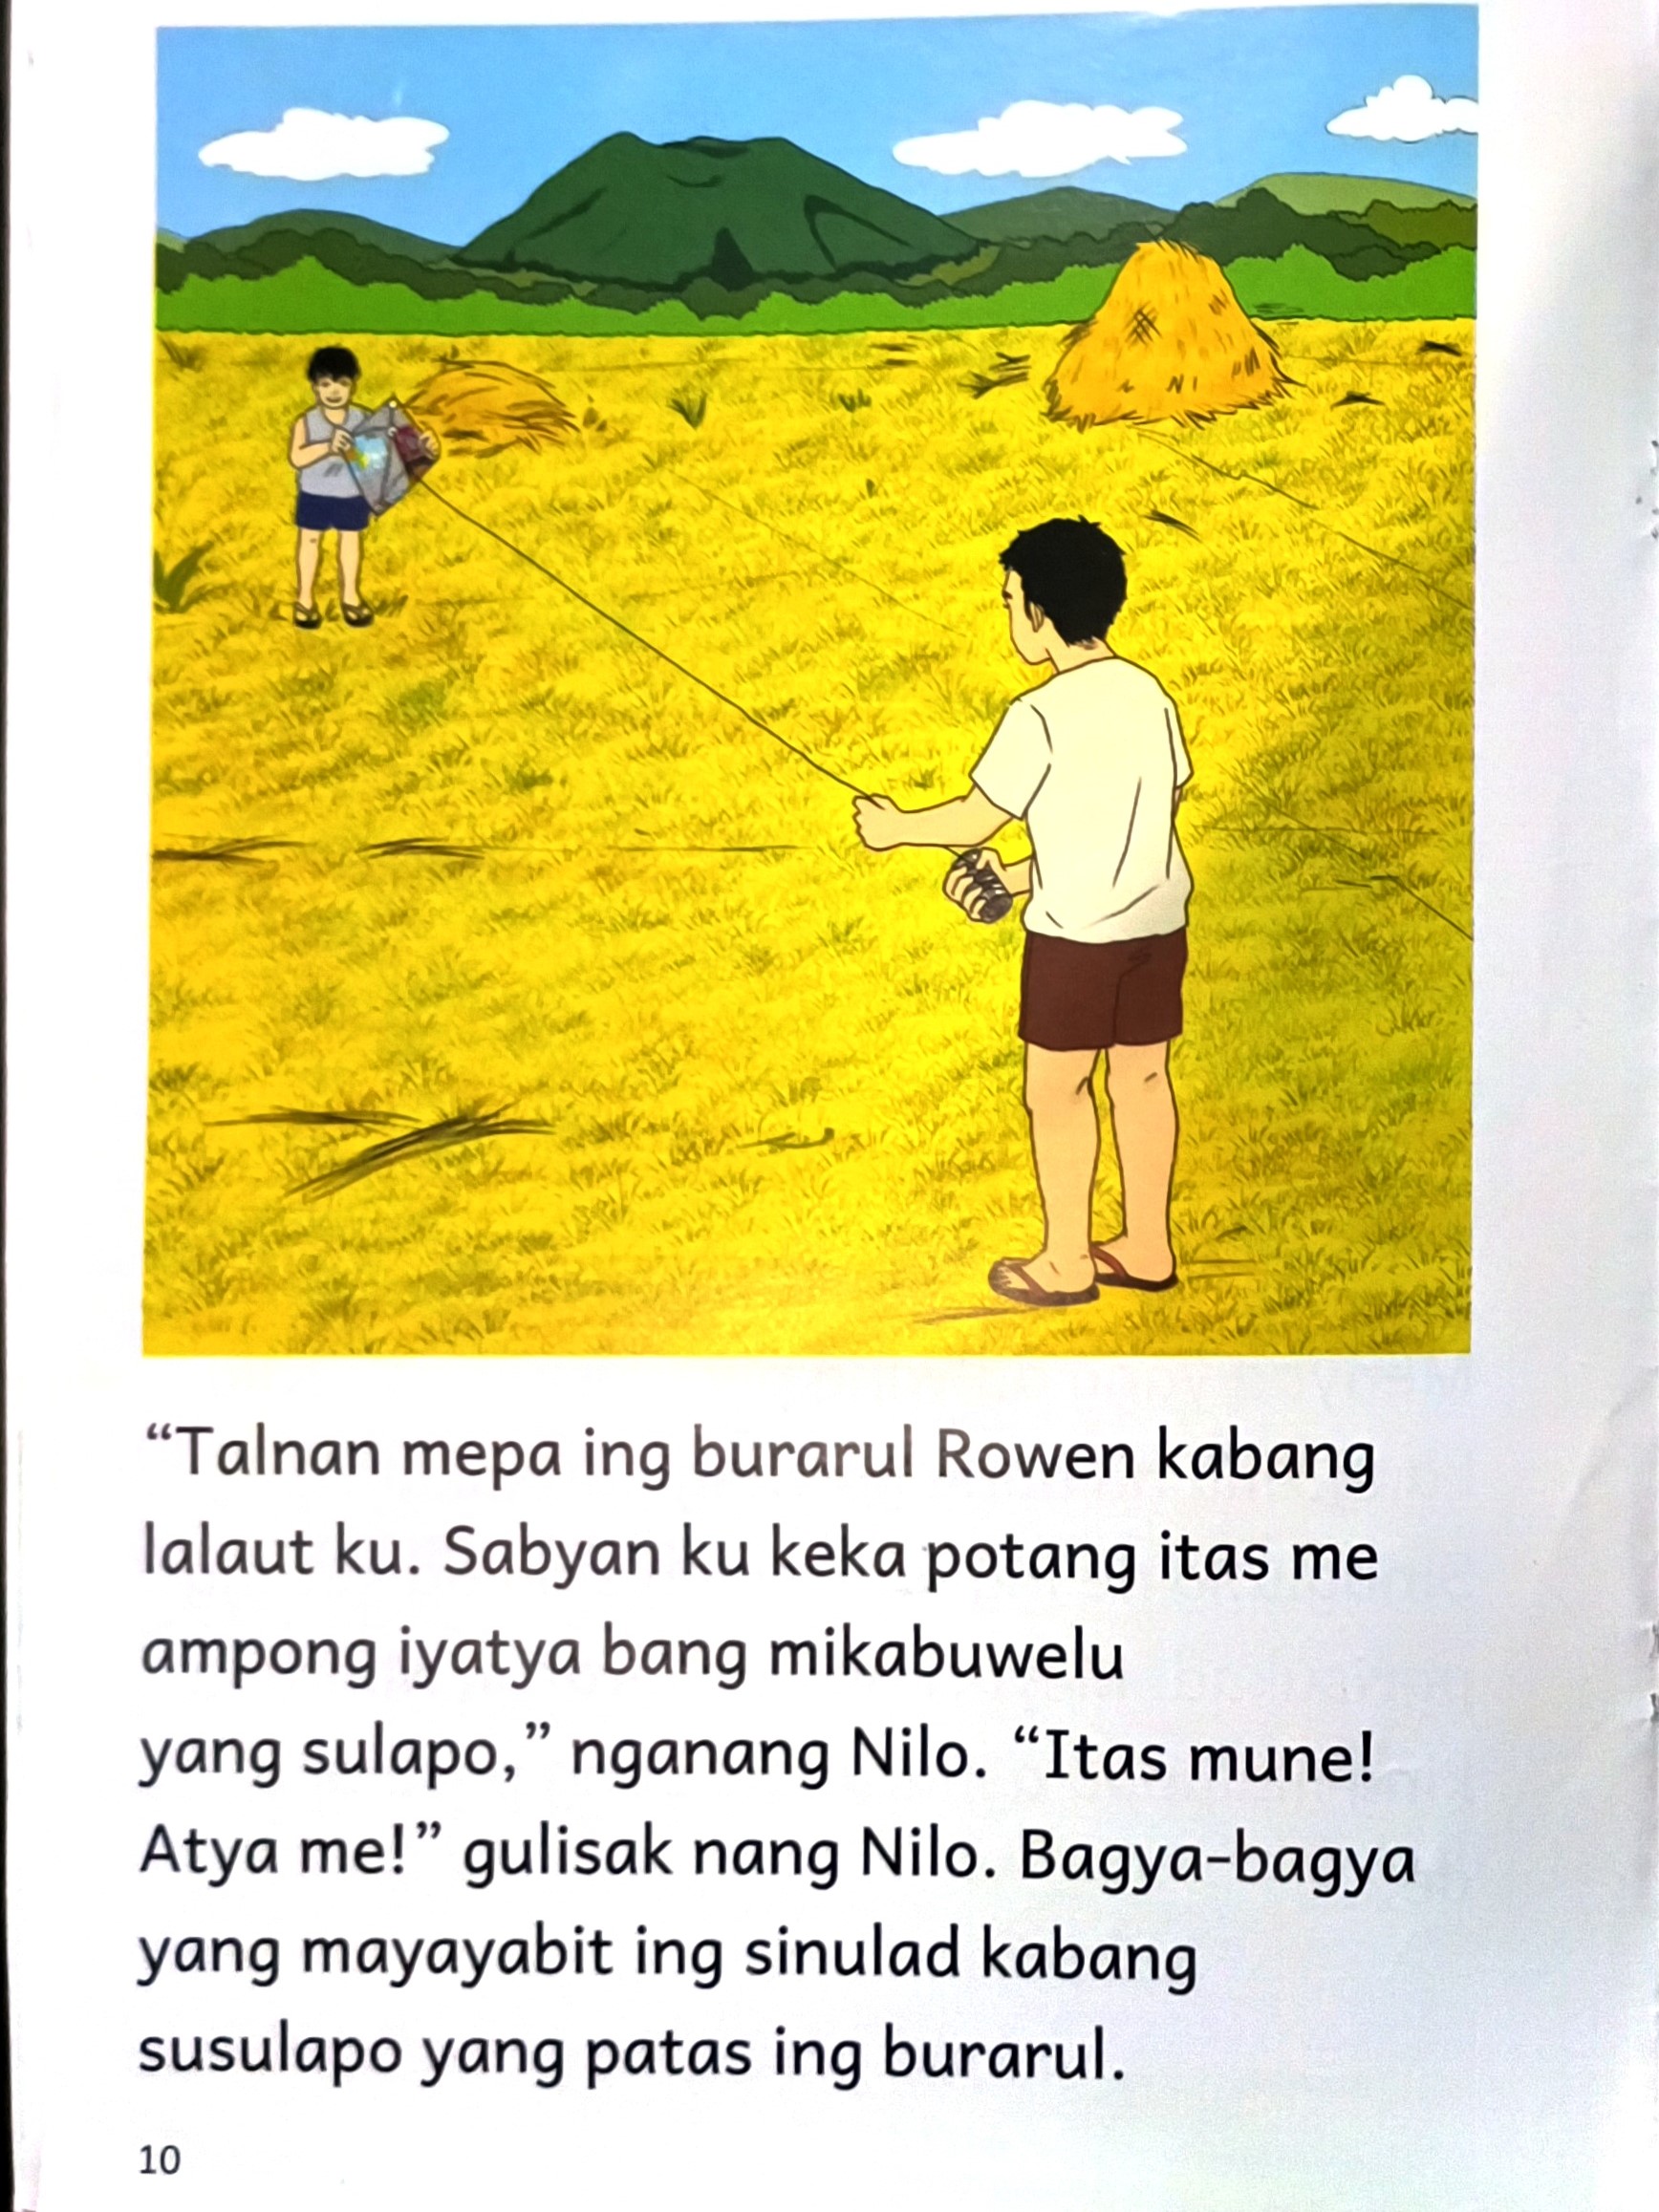 “Talnan mepa ing burarul Rowen kabang
lalaut ku. Sabyan ku keka potang itas me
ampong iyatya bang mikabuwelu
yang sulapo,” nganang Nilo. “Itas mune!
Atya me!” gulisak nang Nilo. Bagya-bagya
yang mayayabit ing sinulad kabang
susulapo yang patas ing burarul.
10